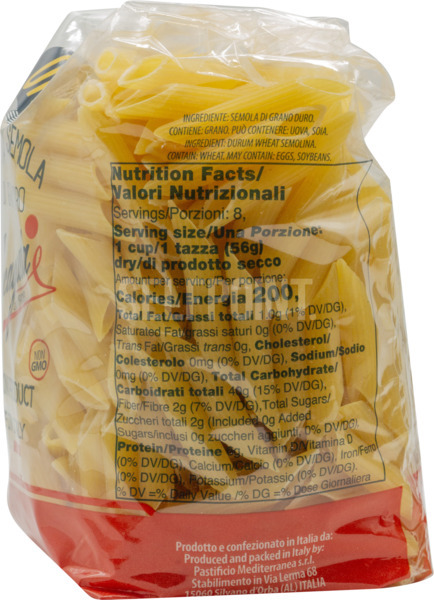 SEMOLA
INGREDIENTE: SEMOLA DI GRANO DURO.
CONTIENE: GRANO. PUÒ CONTENERE: UOVA, SOIA.
INGREDIENT: DURUM WHEAT SEMOLINA.
CONTAIN: WHEAT, MAY CONTAIN: EGGS, SOYBEANS.
Nutrition Facts/
Valori Nutrizionali
Servings/Porzioni: 8,
Serving size/Una Porzione:
1 cup/1 tazza (56g)
dry/di prodotto secco
Amount per serving/Per porzione:
Calories/Energia 200,
Total Fat/Grassi totali 1.0g (1% DV/DG),
Saturated Fat/grassi saturi 0g (0% DV/DG),
Trans Fat/Grassi trans 0g, Cholesterol/
Colesterolo 0mg (0% DV/DG), Sodium/Sodio
0mg (0% DV/DG), Total Carbohydrate/
Carboidrati totali 40g (15% DV/DG),
Fiber/Fibre 2g (7% DV/DG), Total Sugars/
Zuccheri totali 2g (Included 0g Added
Sugars/inclusi 0g zuccheri aggiunti, 0% DV),
Protein/Proteine Vitamin D/Vitamina D
(0% DV/DG), Calcium/Calcio (0% DV/DG), Iron/Ferro
DV/DG), Potassium/Potassio (0% DV/DG).
% DV =% Daily Value /% DG =% Dose Giornaliera
NON
GMO
Prodotto e confezionato in Italia da:
Produced and packed in Italy by:
Pastificio Mediterranea s.r.l.
Stabilimento in Via Lerma 68
15060 Silvano d'Orba (AL) ITALIA